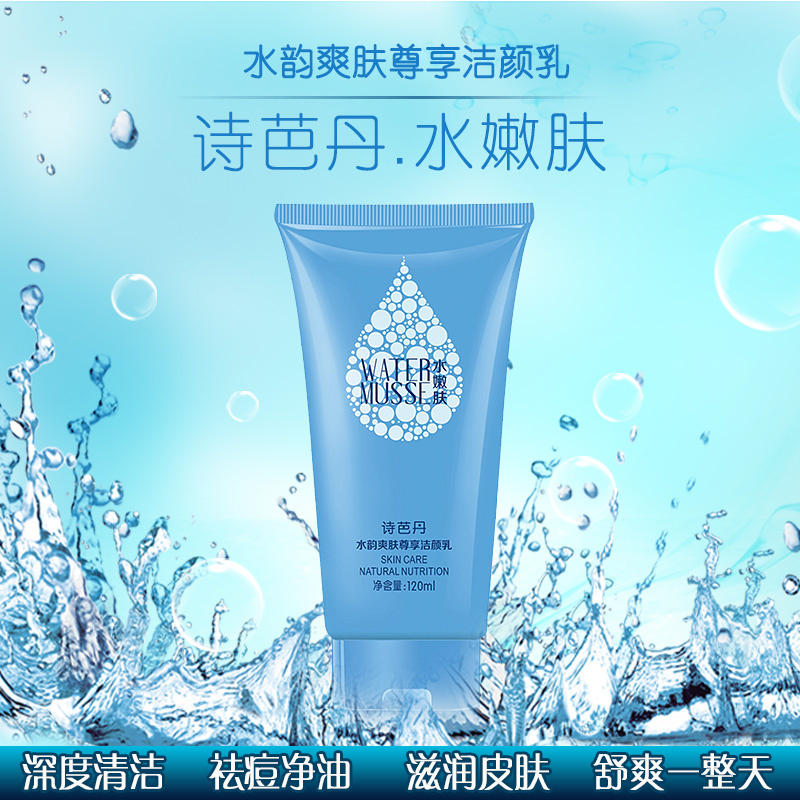 水韵爽肤尊享洁颜乳
诗芭丹.水嫩肤
WATER
MUSSE
水嫩肤
诗芭丹
水韵爽肤尊享洁颜乳
SKIN CARE
NATURAL NUTRITION
净含量:120ml
深度清洁 祛痘净油 滋润皮肤 舒爽一整天